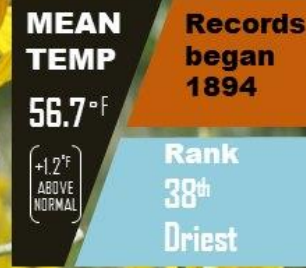 MEAN
TEMP
56.7°F
+1.2°F
ABOVE
NORMAL
Records
began
1894
Rank
38th
Driest